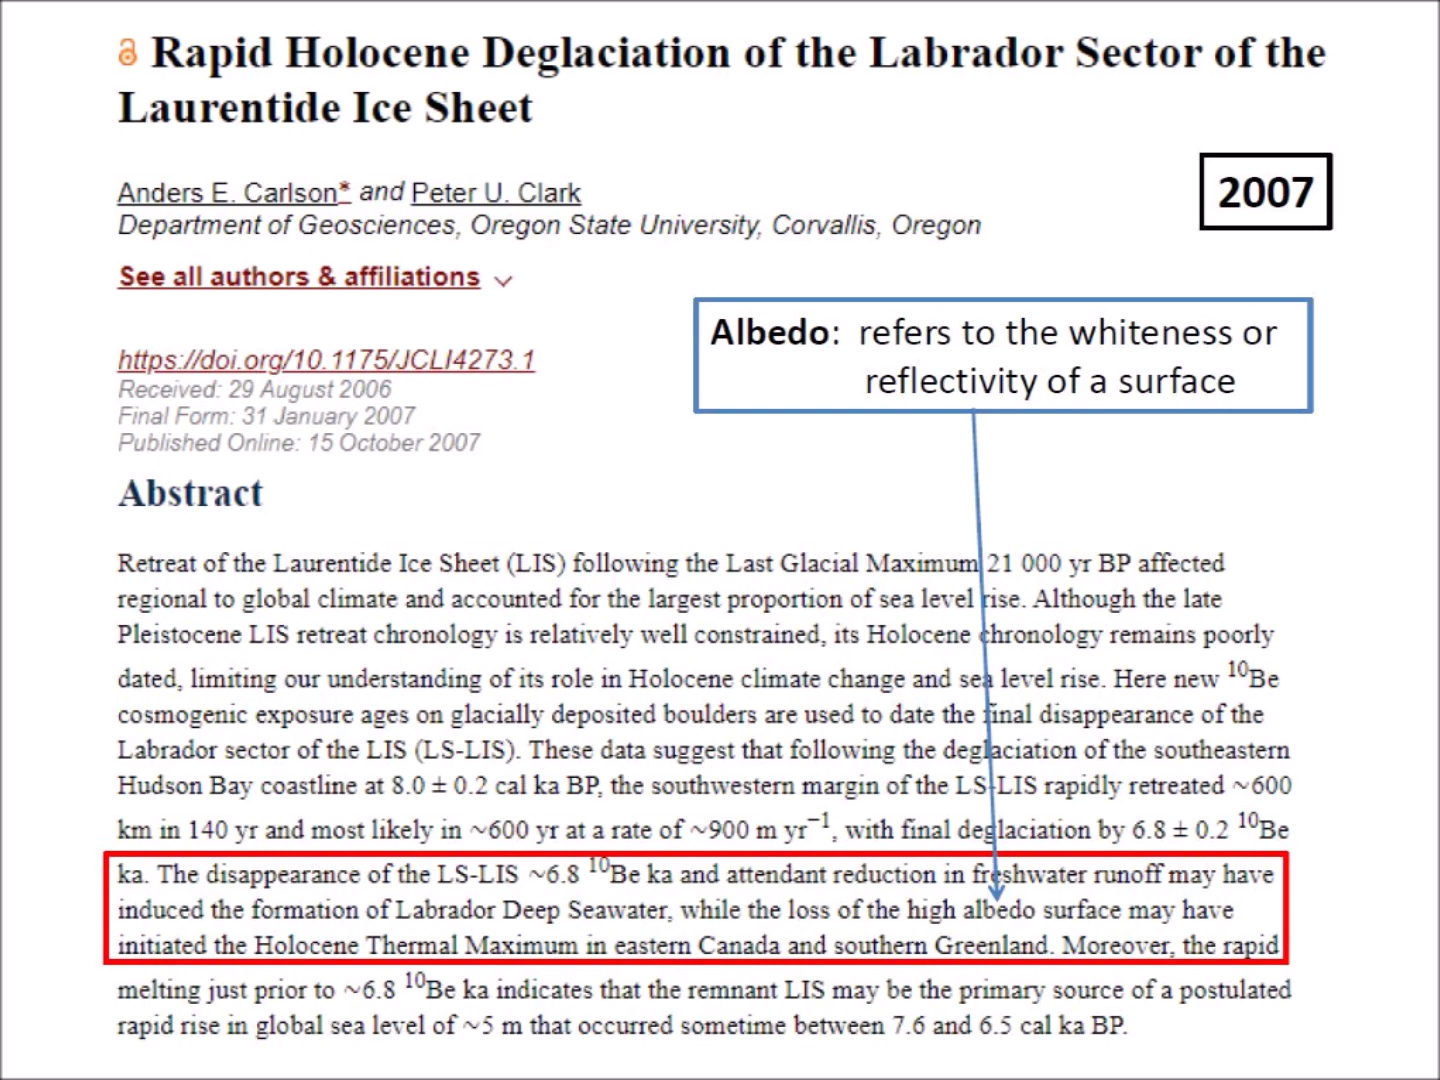 Rapid Holocene Deglaciation of the Labrador Sector of the
Laurentide Ice Sheet
2007
Anders E. Carlson* and Peter U. Clark
Department of Geosciences, Oregon State University, Corvallis, Oregon
See all authors & affiliations
Albedo: refers to the whiteness or
reflectivity of a surface
https://doi.org/10.1175/JCLI4273.1
Received: 29 August 2006
Final Form: 31 January 2007
Published Online: 15 October 2007
Abstract
Retreat of the Laurentide Ice Sheet (LIS) following the Last Glacial Maximum 21 000 yr BP affected
regional to global climate and accounted for the largest proportion of sea level rise. Although the late
Pleistocene LIS retreat chronology is relatively well constrained, its Holocene chronology remains poorly
dated, limiting our understanding of its role in Holocene climate change and sea level rise. Here new ¹⁰Be
cosmogenic exposure ages on glacially deposited boulders are used to date the final disappearance of the
Labrador sector of the LIS (LS-LIS). These data suggest that following the deglaciation of the southeastern
Hudson Bay coastline at 8.0 ± 0.2 cal ka BP, the southwestern margin of the LS-LIS rapidly retreated ~600
km in 140 yr and most likely in ~600 yr at a rate of ~900 m yr⁻¹, with final deglaciation by 6.8 ± 0.2 ¹⁰Be
ka. The disappearance of the LS-LIS ~6.8 ¹⁰Be ka and attendant reduction in freshwater runoff may have
induced the formation of Labrador Deep Seawater, while the loss of the high albedo surface may have
initiated the Holocene Thermal Maximum in eastern Canada and southern Greenland. Moreover, the rapid
melting just prior to ~6.8 ¹⁰Be ka indicates that the remnant LIS may be the primary source of a postulated
rapid rise in global sea level of ~5 m that occurred sometime between 7.6 and 6.5 cal ka BP.